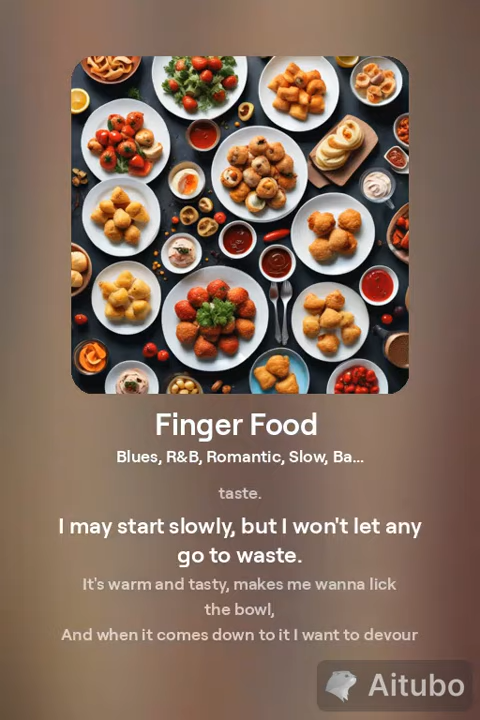 Finger Food
Blues, R&B, Romantic, Slow, Ba...
taste.
I may start slowly, but I won't let any
go to waste.
It's warm and tasty, makes me wanna lick
the bowl,
And when it comes down to it I want to devour
Aitubo